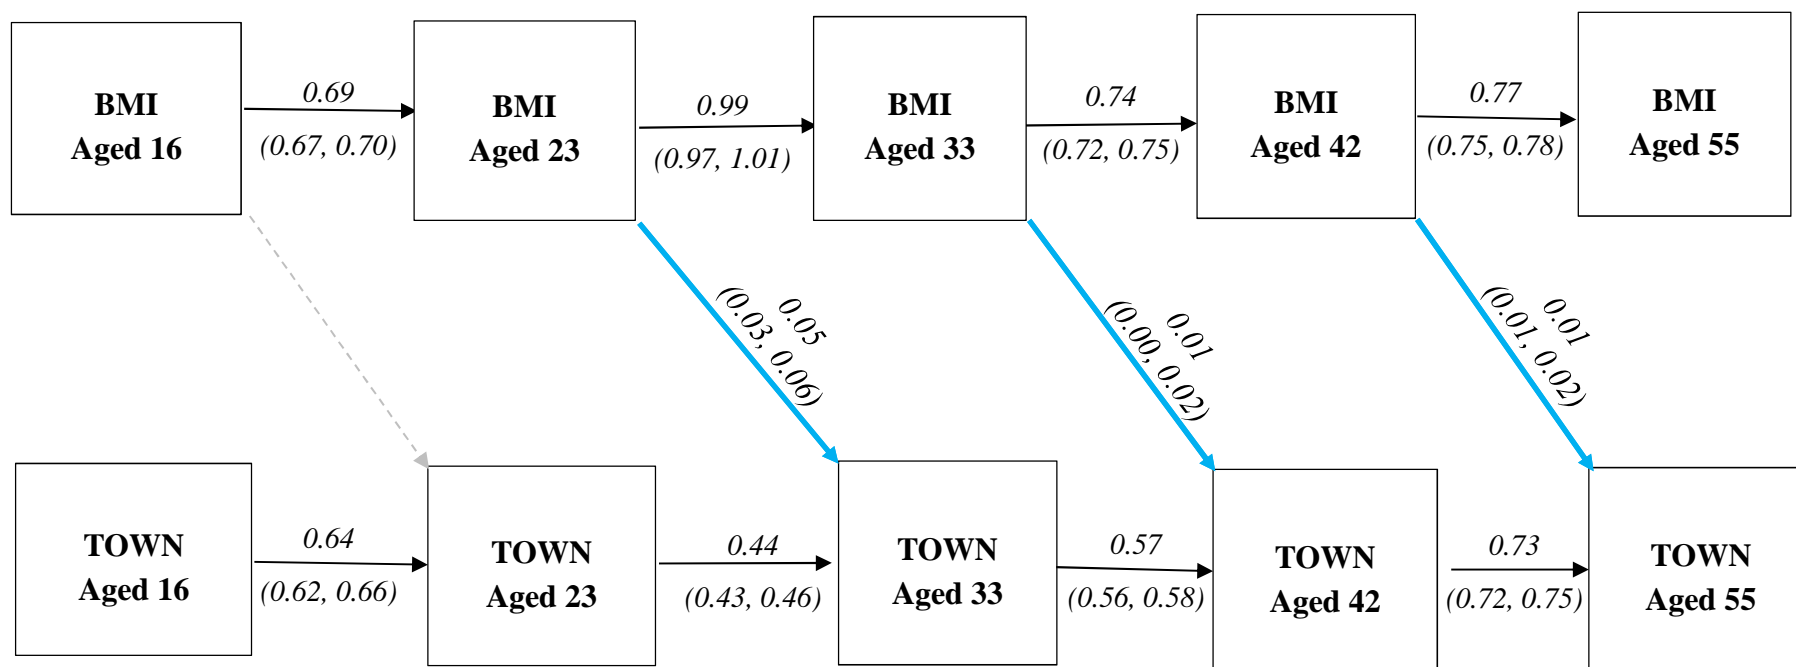 BMI
Aged 16
0.69
(0.67, 0.70)
BMI
Aged 23
0.99
(0.97, 1.01)
BMI
Aged 33
0.74
(0.72, 0.75)
BMI
Aged 42
0.77
(0.75, 0.78)
BMI
Aged 55
0.05
(0.03, 0.06)
0.01
(0.00, 0.02)
0.01
(0.01, 0.02)
TOWN
Aged 16
0.64
(0.62, 0.66)
TOWN
Aged 23
0.44
(0.43, 0.46)
TOWN
Aged 33
0.57
(0.56, 0.58)
TOWN
Aged 42
0.73
(0.72, 0.75)
TOWN
Aged 55